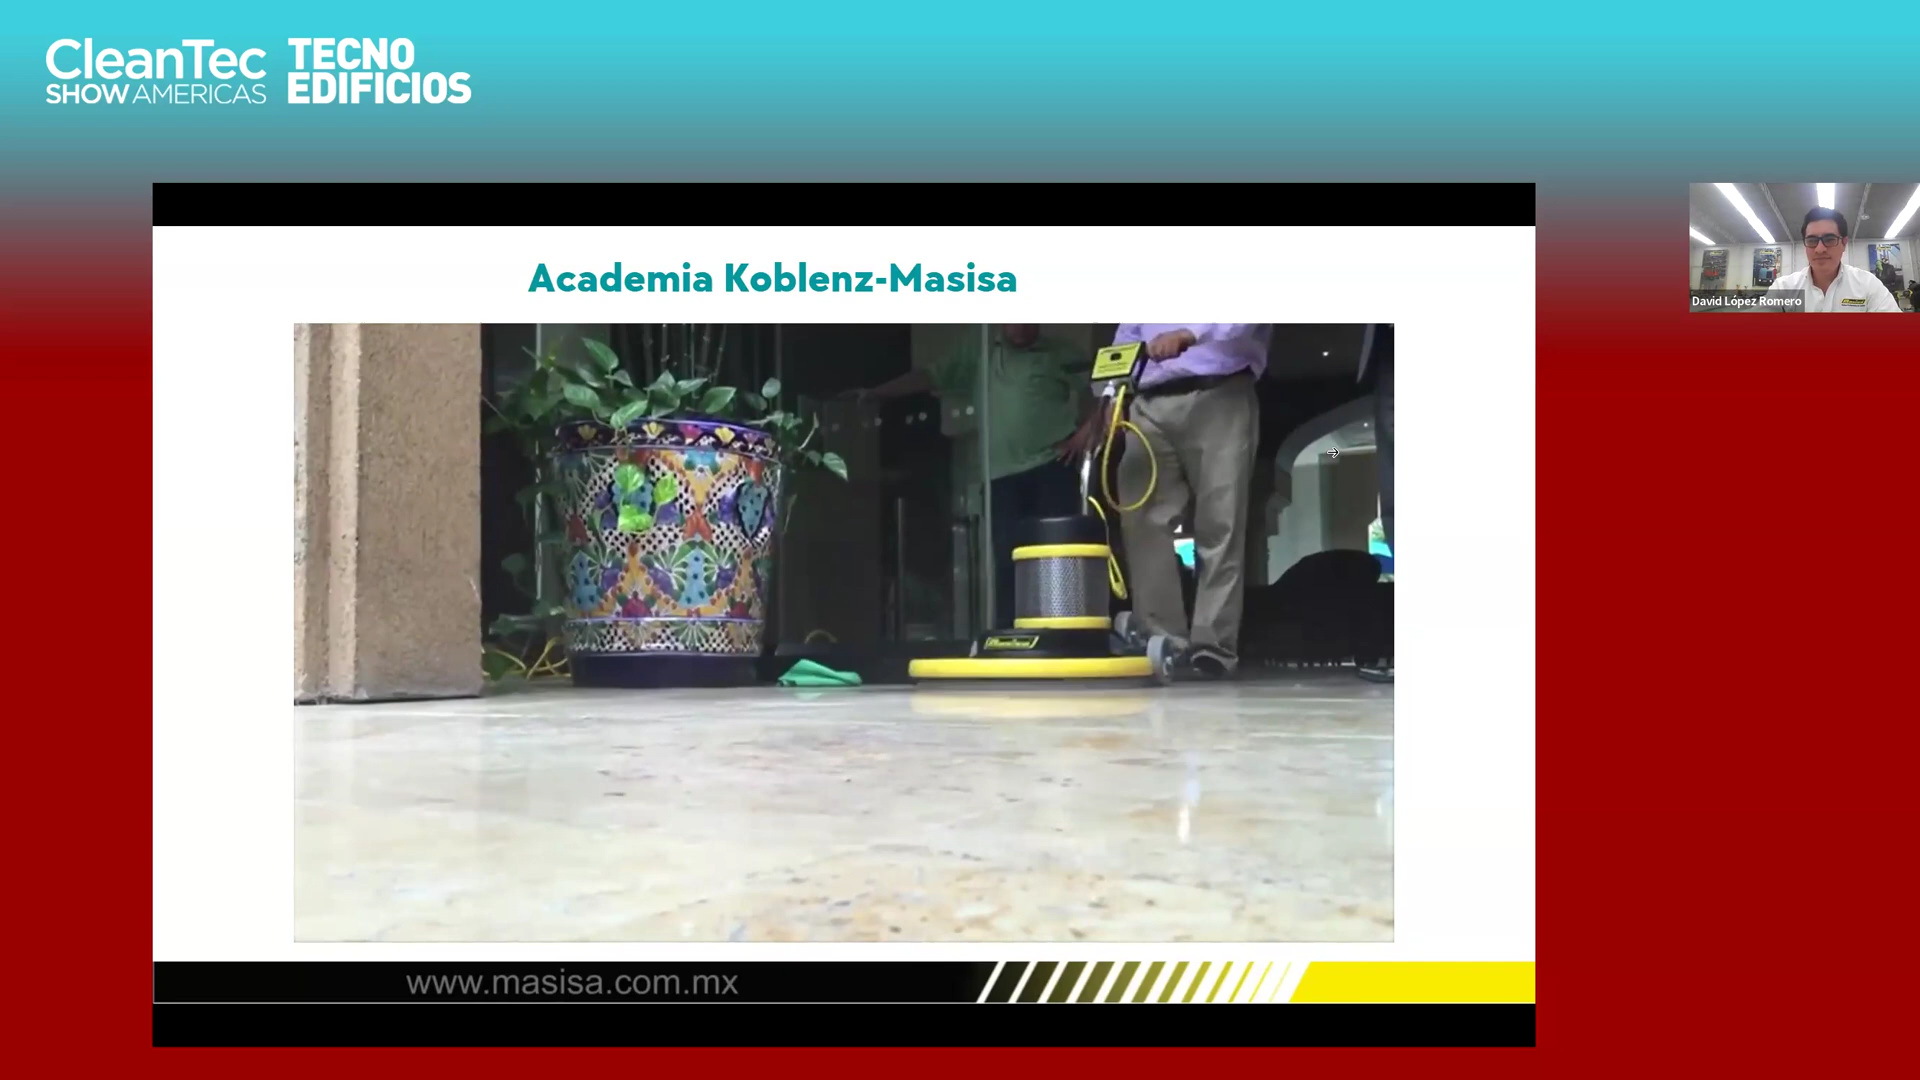 CleanTec
SHOW AMERICAS
TECNO
EDIFICIOS
Academia Koblenz-Masisa
David López Romero
www.masisa.com.mx